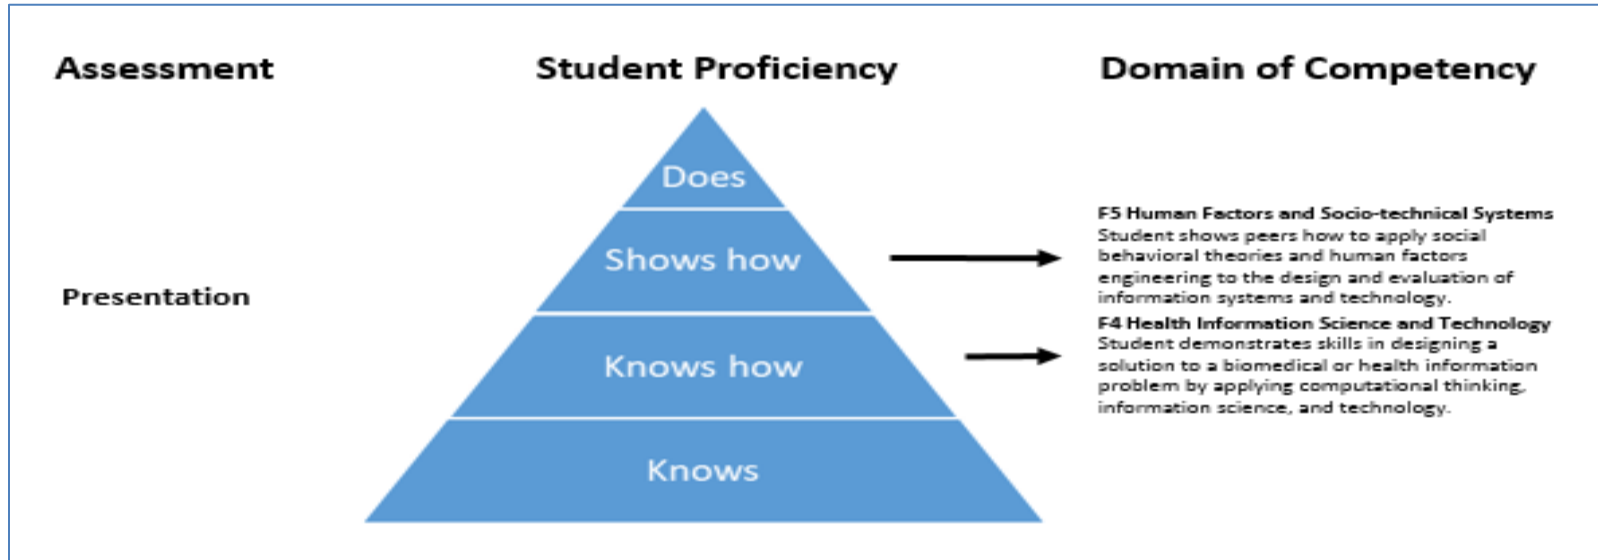 Assessment
Student Proficiency
Domain of Competency
Presentation
Does
Shows how
Knows how
Knows
F5 Human Factors and Socio-technical Systems
Student shows peers how to apply social
behavioral theories and human factors
engineering to the design and evaluation of
information systems and technology.
F4 Health Information Science and Technology
Student demonstrates skills in designing a
solution to a biomedical or health information
problem by applying computational thinking,
information science, and technology.